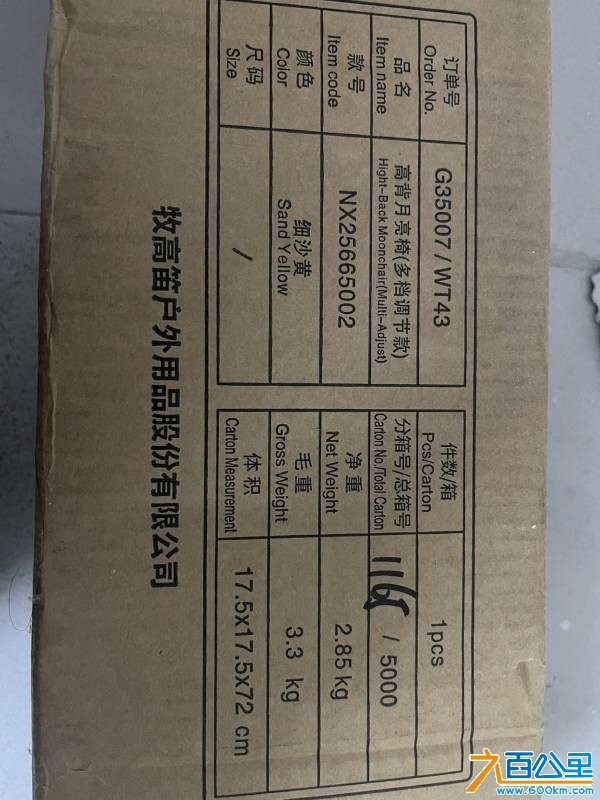 订单号
Order No.
G35007/WT43
品名
Item name
高背月亮椅(多档调节款)
Hight-Back Moonchair(Multi-Adjust)
款号
Item code
NX25665002
颜色
Color
细沙黄
Sand Yellow
尺码
Size
/
件数/箱
Pcs/Carton
1pcs
分箱号/总箱号
Carton No./Total Carton
1165 / 5000
净重
Net Weight
2.85 kg
毛重
Gross Weight
3.3 kg
体积
Carton Measurement
17.5x17.5x72 cm
牧高笛户外用品股份有限公司
六百公里
www.600km.com